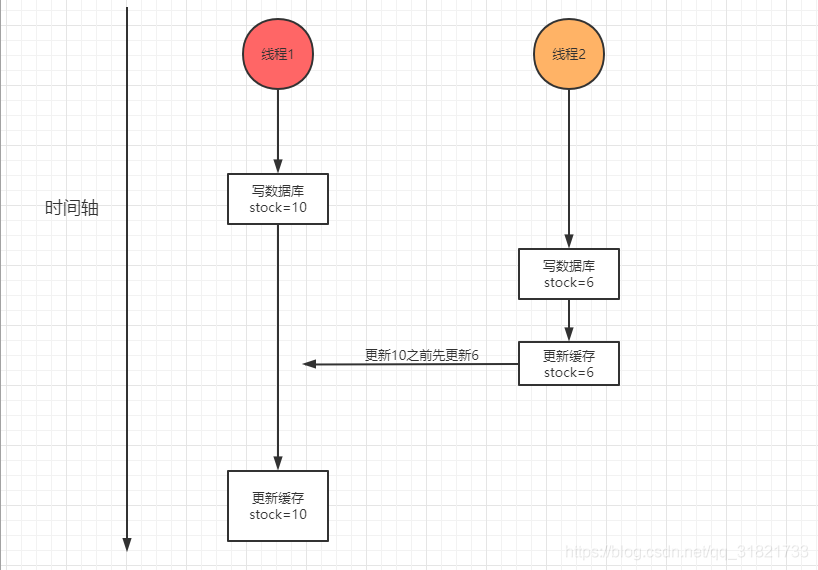 线程1
线程2
写数据库
stock=10
时间轴
写数据库
stock=6
更新10之前先更新6
更新缓存
stock=6
更新缓存
stock=10
https://blog.csdn.net/qq_31821733